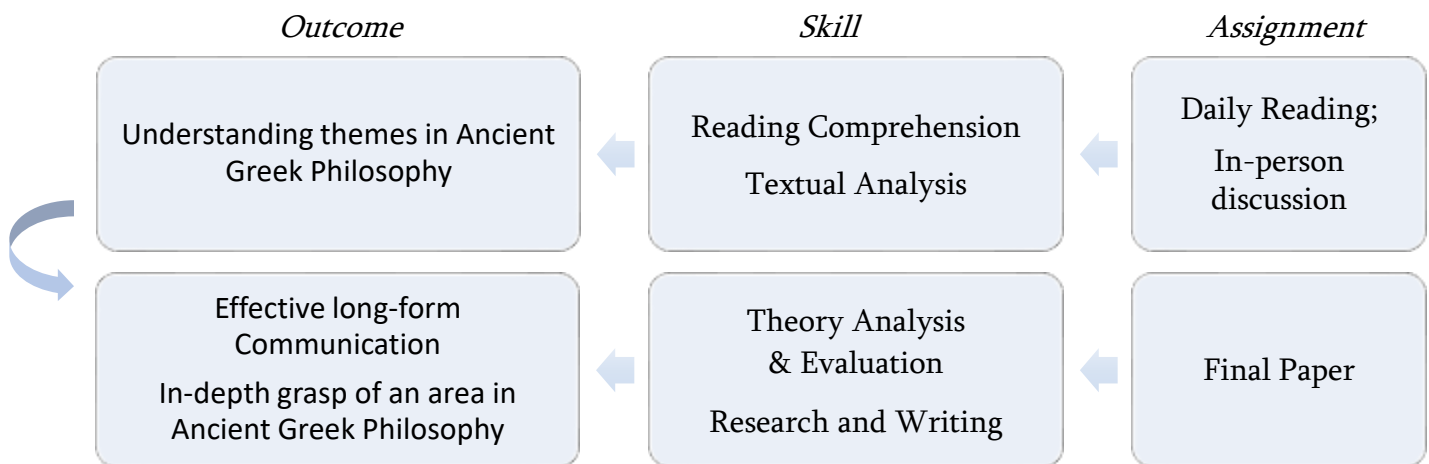 Outcome
Skill
Assignment
Understanding themes in Ancient
Greek Philosophy
Reading Comprehension
Textual Analysis
Daily Reading;
In-person
discussion
Effective long-form
Communication
In-depth grasp of an area in
Ancient Greek Philosophy
Theory Analysis
& Evaluation
Research and Writing
Final Paper